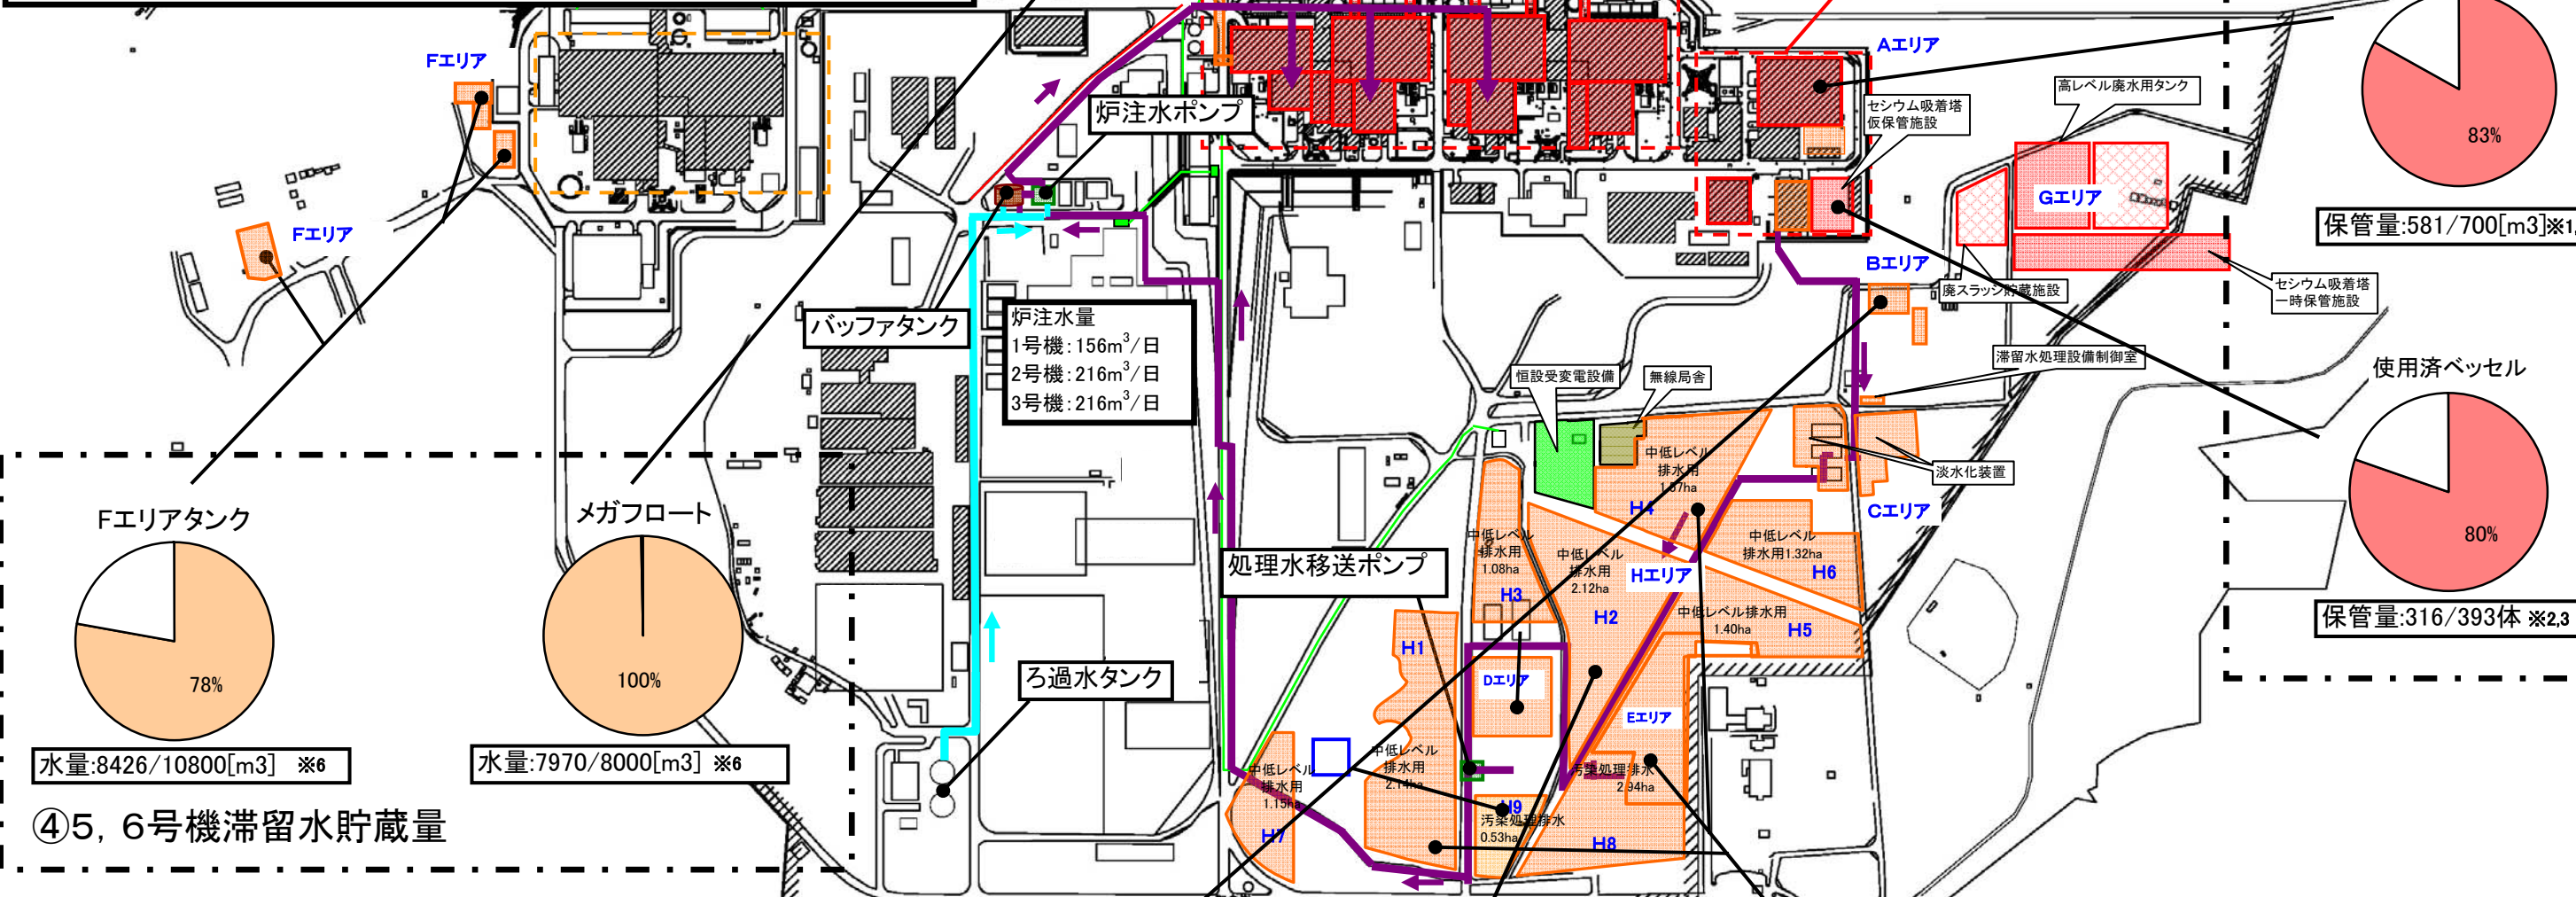 Fエリア
Aエリア
炉注水ポンプ
セシウム吸着塔
仮保管施設
高レベル廃水用タンク
83%
Fエリア
Gエリア
保管量:581/700[m3]※1,
Bエリア
廃スラッジ貯蔵施設
セシウム吸着塔
一時保管施設
バッファタンク
炉注水量
1号機:156m³/日
2号機:216m³/日
3号機:216m³/日
滞留水処理設備制御室
恒設受変電設備
無線局舎
使用済ベッセル
中低レベル
排水用
1.37ha
淡水化装置
H4
Cエリア
Fエリアタンク
メガフロート
80%
中低レベル
排水用
1.08ha
H3
中低レベル
排水用
2.12ha
H2
Hエリア
中低レベル
排水用1.32ha
H6
処理水移送ポンプ
中低レベル排水用
1.40ha
H5
保管量:316/393体 ※2,3
H1
78%
100%
ろ過水タンク
Dエリア
Eエリア
水量:8426/10800[m3] ※6
水量:7970/8000[m3] ※6
中低レベル
排水用
2.14ha
中低レベル
排水用
1.15ha
H7
汚染処理排水
2.94ha
H9
汚染処理排水
0.53ha
H8
④5,6号機滞留水貯蔵量